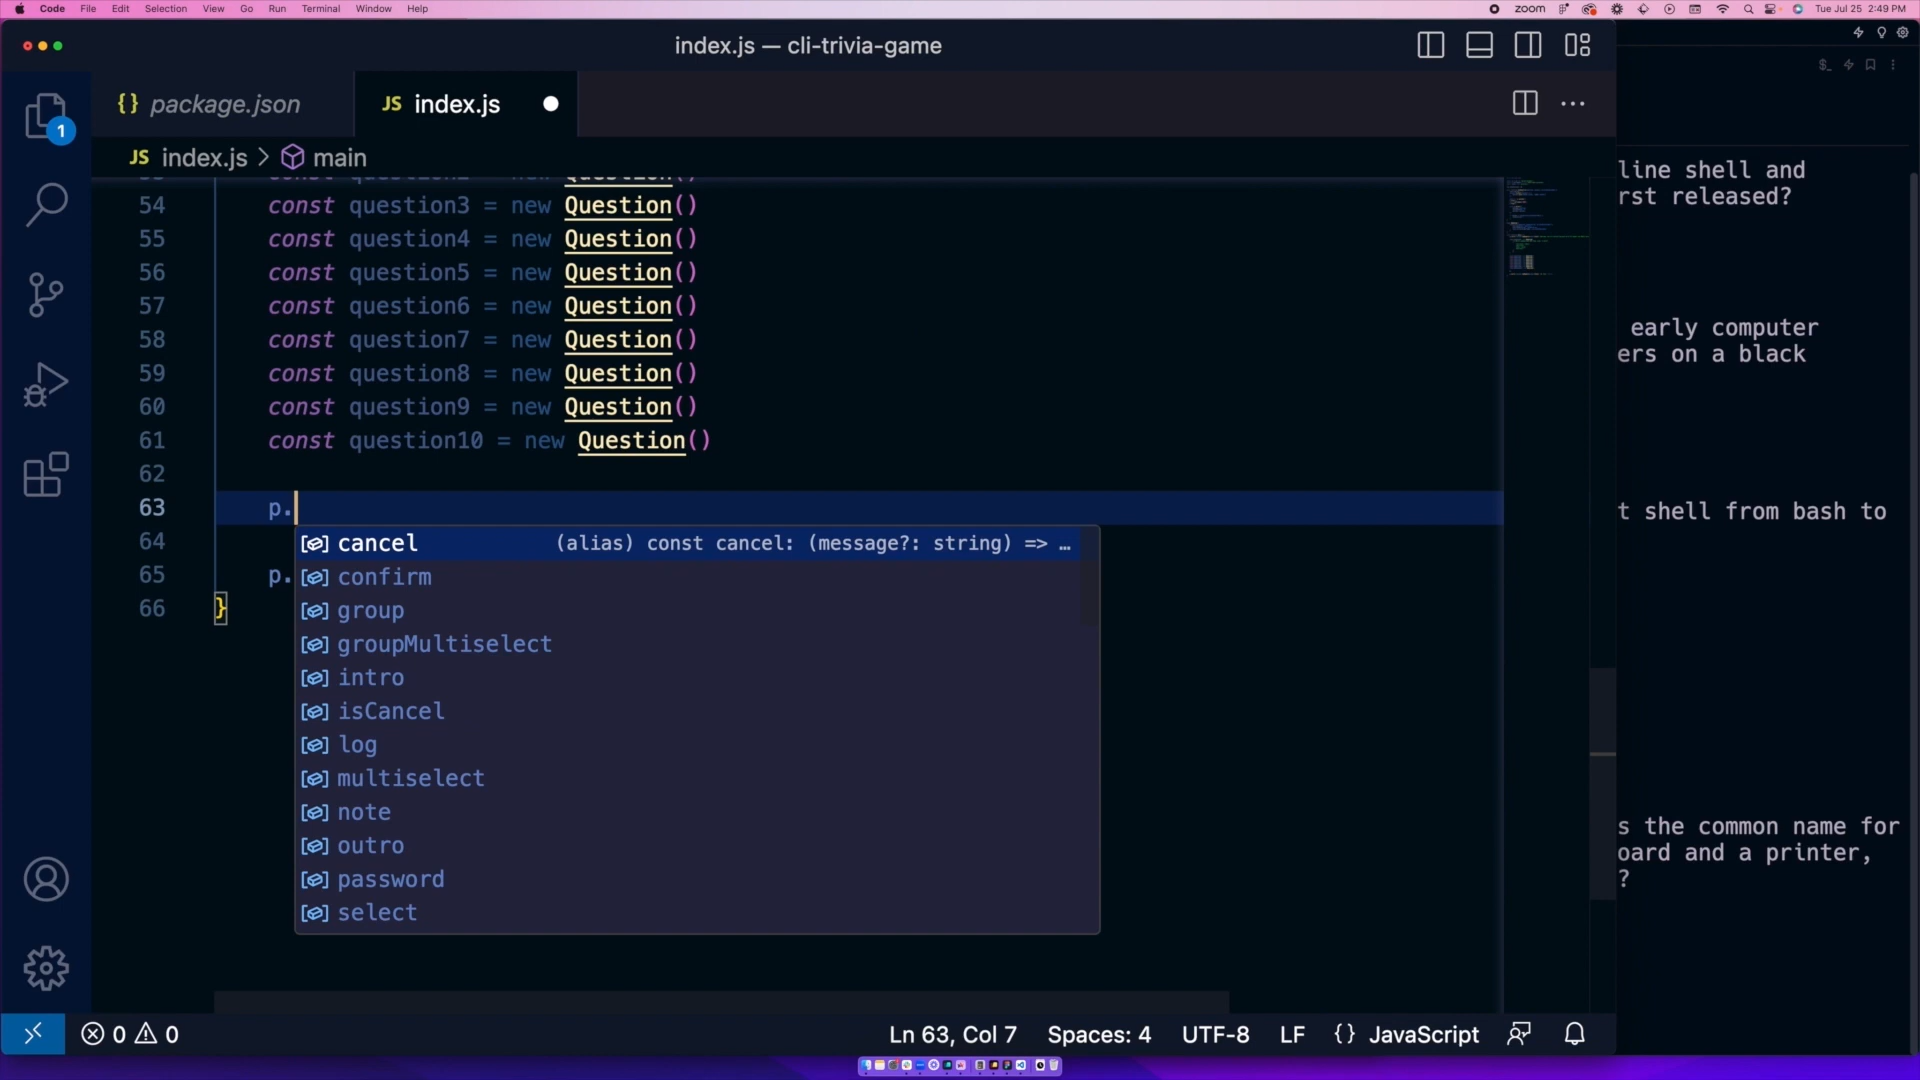 Code File Edit Selection View Go Run Terminal Window Help zoom Tue Jul 25 2:49 PM
index.js — cli-trivia-game
{} package.json JS index.js
JS index.js > main
54 const question3 = new Question()
55 const question4 = new Question()
56 const question5 = new Question()
57 const question6 = new Question()
58 const question7 = new Question()
59 const question8 = new Question()
60 const question9 = new Question()
61 const question10 = new Question()
62
63 p.
64
65 p.
66 }
cancel (alias) const cancel: (message?: string) => …
confirm
group
groupMultiselect
intro
isCancel
log
multiselect
note
outro
password
select
line shell and
rst released?
early computer
ers on a black
t shell from bash to
s the common name for
oard and a printer,
?
1
0 0 Ln 63, Col 7 Spaces: 4 UTF-8 LF {} JavaScript